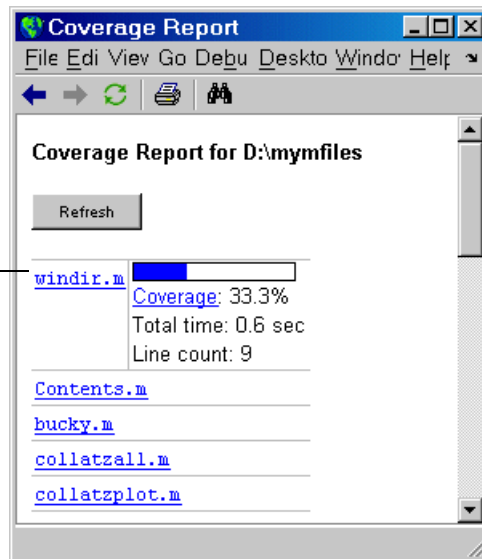 Coverage Report
File Edi Viev Go Debu Deskto Windo Help
Coverage Report for D:\mymfiles
Refresh
windir.m
Coverage: 33.3%
Total time: 0.6 sec
Line count: 9
Contents.m
bucky.m
collatzall.m
collatzplot.m